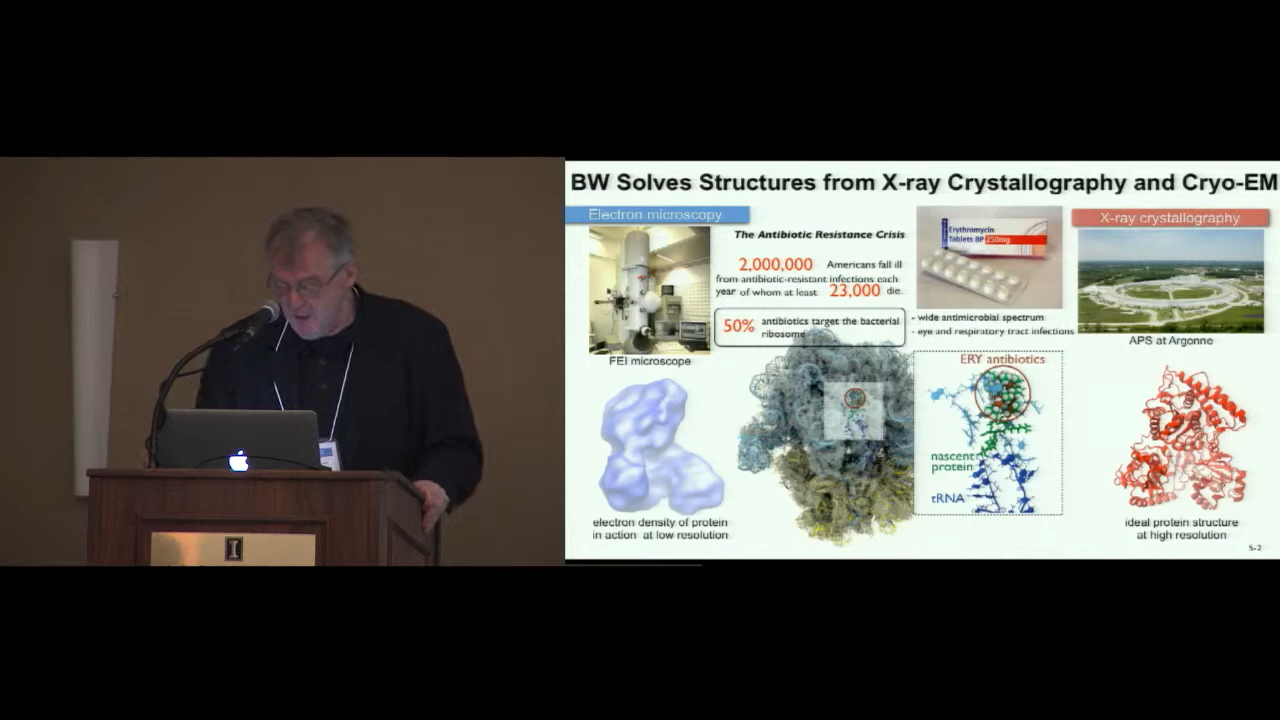 BW Solves Structures from X-ray Crystallography and Cryo-EM
Electron microscopy
X-ray crystallography
The Antibiotic Resistance Crisis
2,000,000 Americans fall ill
from antibiotic-resistant infections each
year of whom at least 23,000 die.
50% antibiotics target the bacterial
ribosome
Erythromycin
Tablets BP 250mg
- wide antimicrobial spectrum
- eye and respiratory tract infections
FEI microscope
APS at Argonne
ERY antibiotics
nascent
protein
tRNA
electron density of protein
in action at low resolution
ideal protein structure
at high resolution
5-2
I